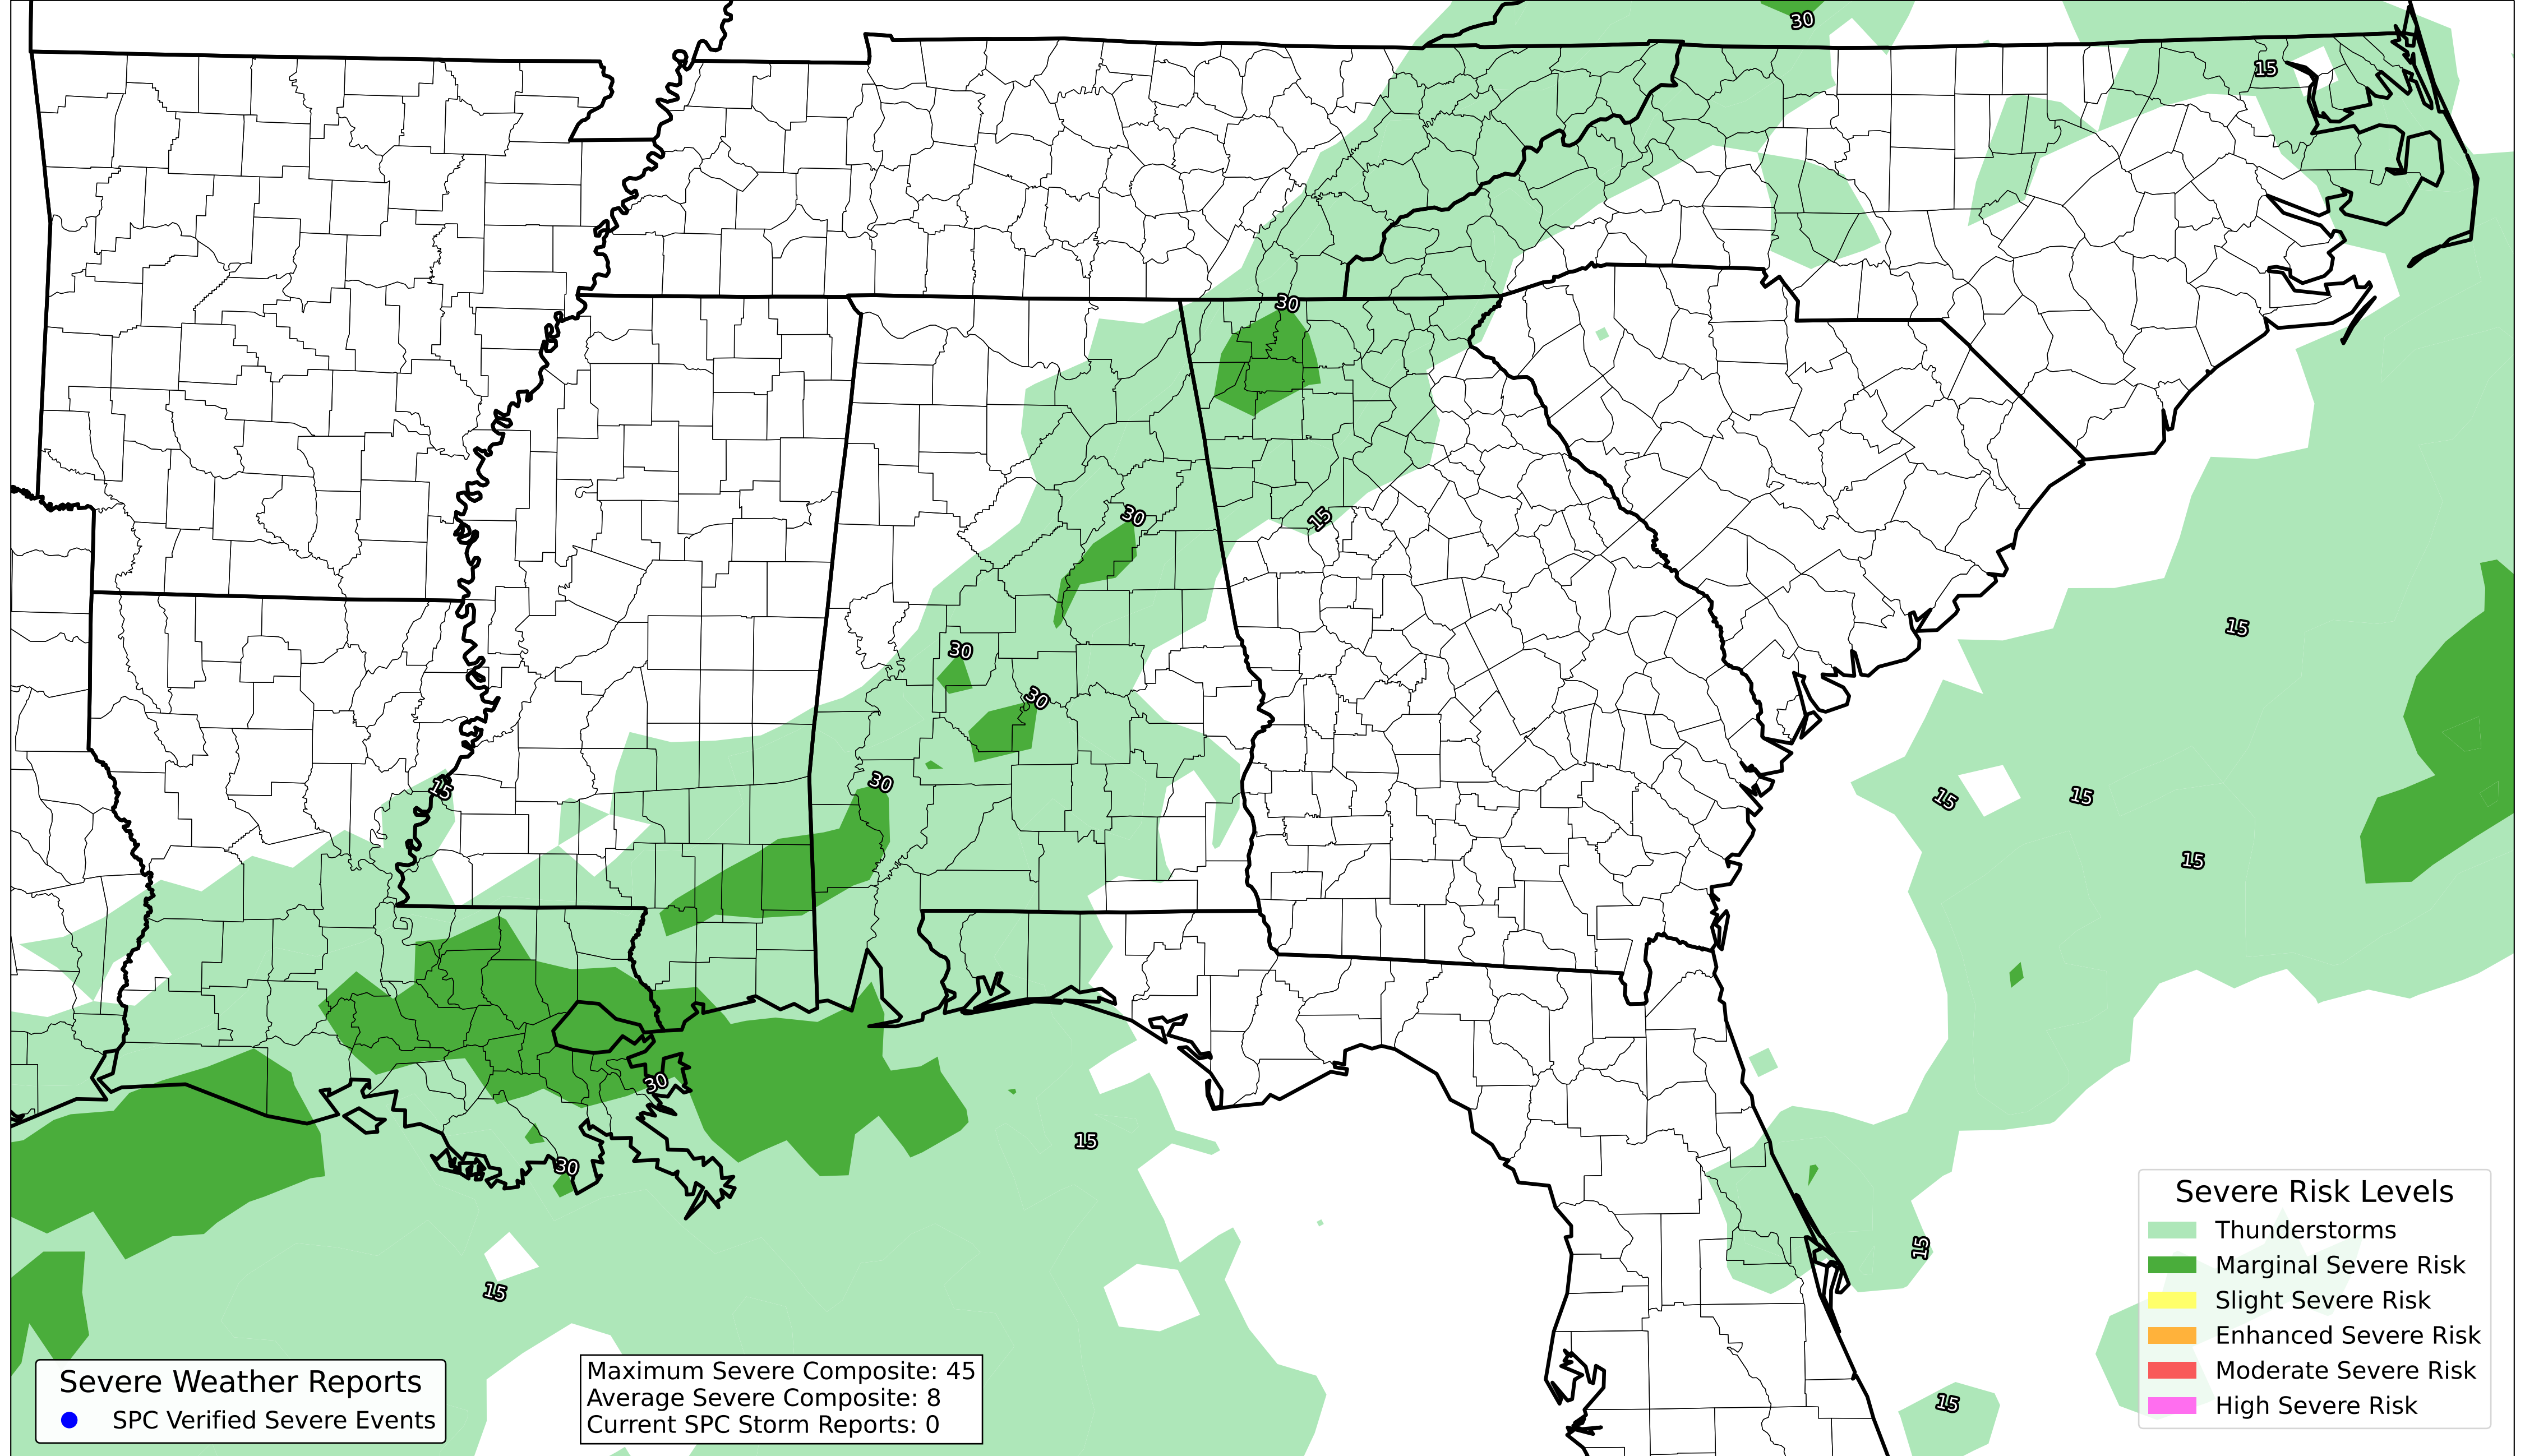 30
15
30
30
15
30
15
30
30
15
15
15
15
30
15
30
15
30
15
15
15
Severe Risk Levels
Thunderstorms
Marginal Severe Risk
Slight Severe Risk
Enhanced Severe Risk
Moderate Severe Risk
High Severe Risk
Severe Weather Reports
SPC Verified Severe Events
Maximum Severe Composite: 45
Average Severe Composite: 8
Current SPC Storm Reports: 0